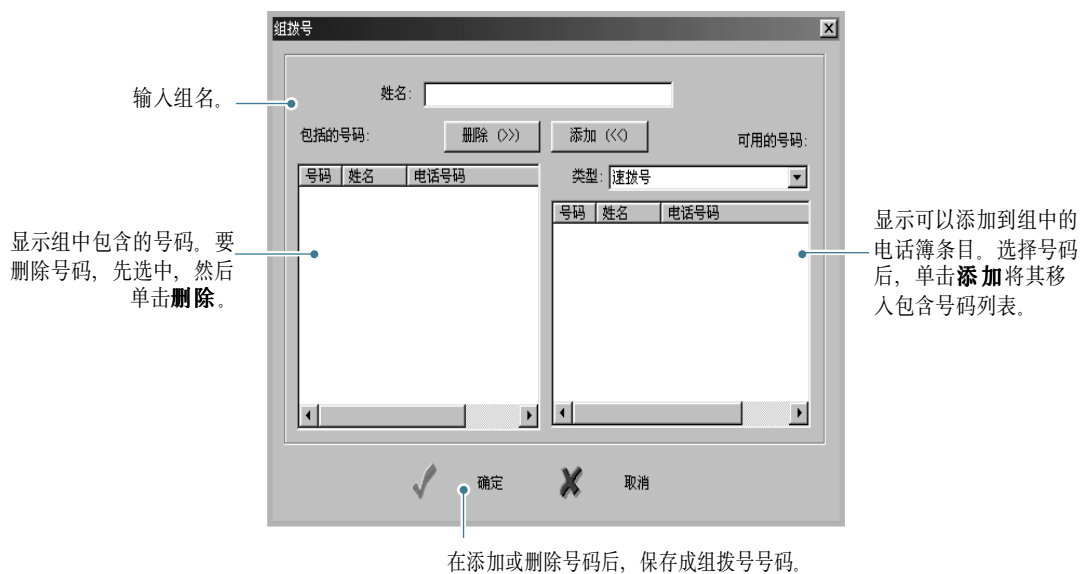 组拨号
输入组名。
姓名:
包括的号码:
删除 (>>)
添加 (<<)
可用的号码:
号码 姓名 电话号码
类型: 速拨号
号码 姓名 电话号码
显示组中包含的号码。要
删除号码，先选中，然后
单击删除。
显示可以添加到组中的
电话簿条目。选择号码
后，单击添加将其移
入包含号码列表。
确定
取消
在添加或删除号码后，保存成组拨号号码。